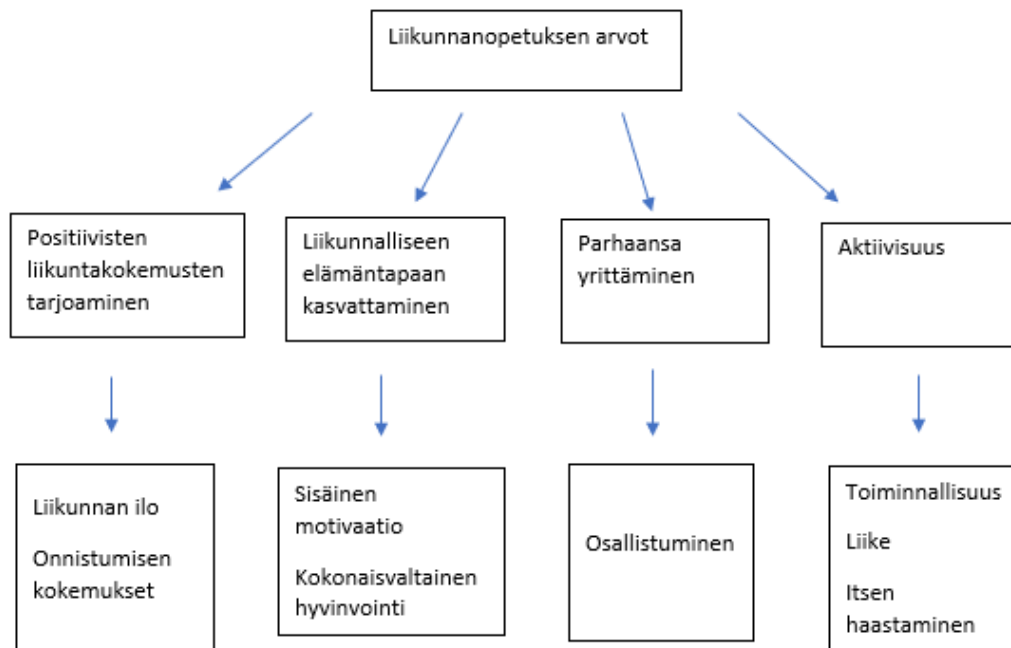 Liikunnanopetuksen arvot
Positiivisten
liikuntakokemusten
tarjoaminen
Liikunnalliseen
elämäntapaan
kasvattaminen
Parhaansa
yrittäminen
Aktiivisuus
Liikunnan ilo
Onnistumisen
kokemukset
Sisäinen
motivaatio
Kokonaisvaltainen
hyvinvointi
Osallistuminen
Toiminnallisuus
Liike
Itsen
haastaminen